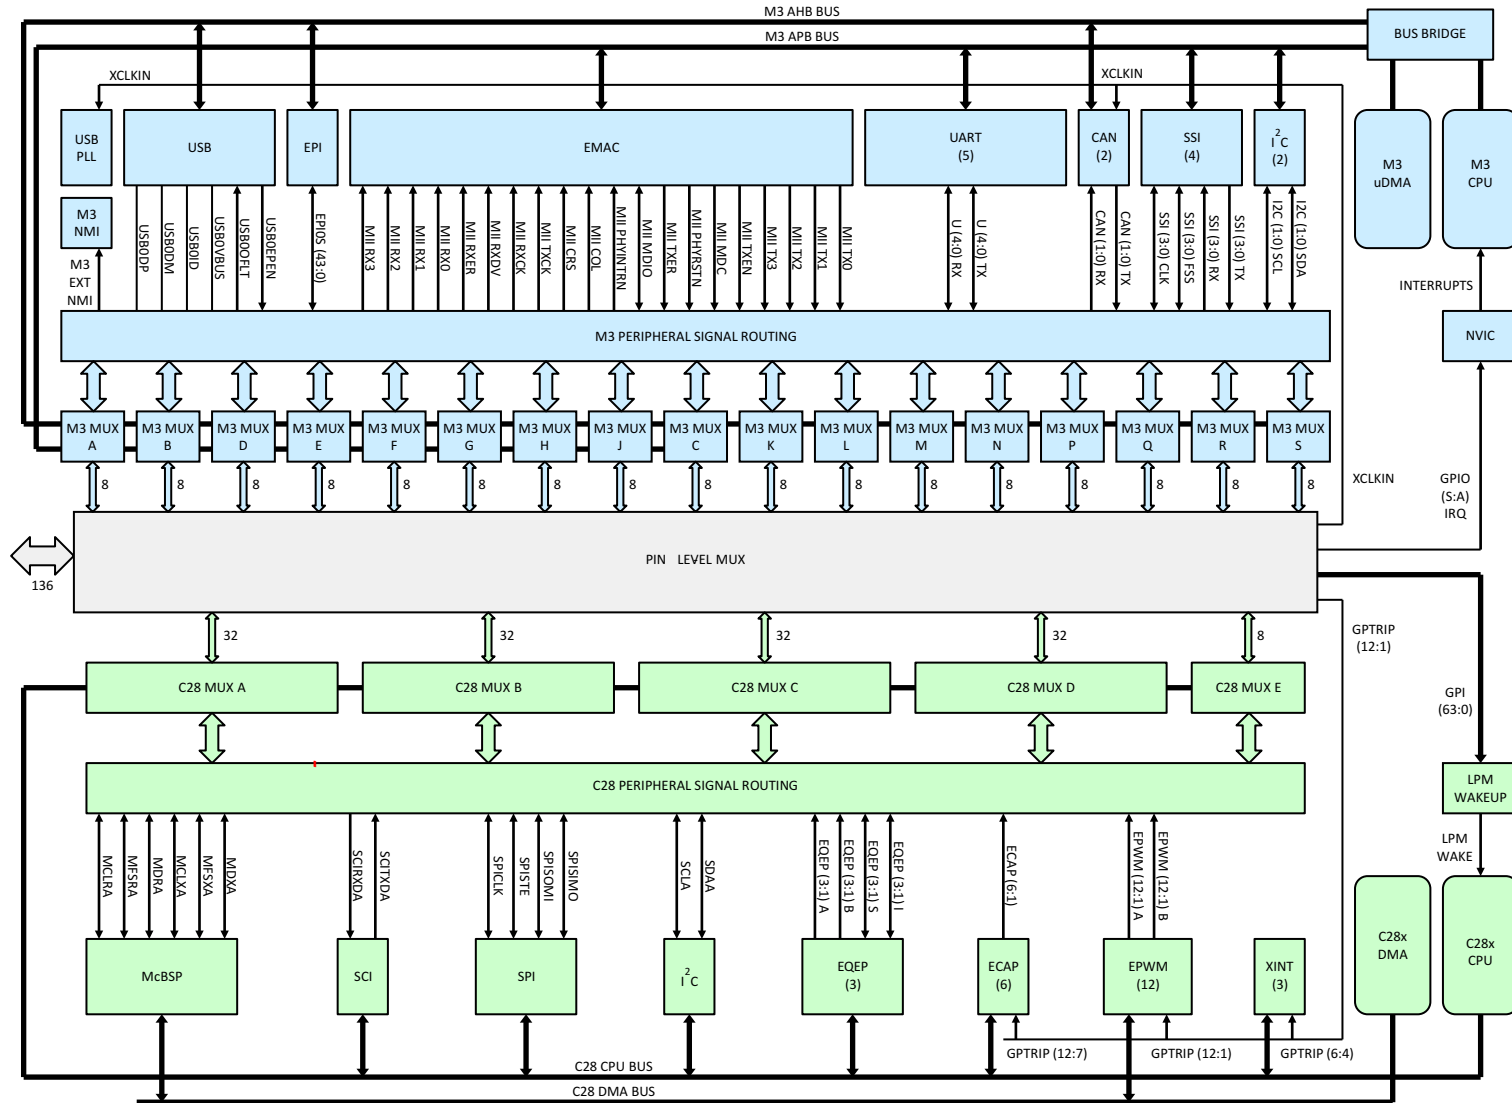 M3 AHB BUS
M3 APB BUS
BUS BRIDGE
XCLKIN
XCLKIN
USB
PLL
USB
EPI
EMAC
UART
(5)
CAN
(2)
SSI
(4)
I2C
(2)
M3
uDMA
M3
CPU
M3
NMI
M3
EXT
NMI
USB0DP
USB0DM
USB0ID
USB0VBUS
USB0OFLT
USB0EPEN
EPI0S (43:0)
MII RX3
MII RX2
MII RX1
MII RX0
MII RXER
MII RXDV
MII RXCK
MII TXCK
MII CRS
MII COL
MII PHYINTRN
MII MDIO
MII TXER
MII PHYRSTN
MII MDC
MII TXEN
MII TX3
MII TX2
MII TX1
MII TX0
U (4:0) RX
U (4:0) TX
CAN (1:0) RX
CAN (1:0) TX
SSI (3:0) CLK
SSI (3:0) FSS
SSI (3:0) RX
SSI (3:0) TX
I2C (1:0) SCL
I2C (1:0) SDA
INTERRUPTS
NVIC
M3 PERIPHERAL SIGNAL ROUTING
M3 MUX
A
M3 MUX
B
M3 MUX
D
M3 MUX
E
M3 MUX
F
M3 MUX
G
M3 MUX
H
M3 MUX
J
M3 MUX
C
M3 MUX
K
M3 MUX
L
M3 MUX
M
M3 MUX
N
M3 MUX
P
M3 MUX
Q
M3 MUX
R
M3 MUX
S
8 8 8 8 8 8 8 8 8 8 8 8 8 8 8 8 8
XCLKIN
GPIO
(S:A)
IRQ
PIN LEVEL MUX
136
32 32 32 32 8
GPTRIP
(12:1)
C28 MUX A
C28 MUX B
C28 MUX C
C28 MUX D
C28 MUX E
GPI
(63:0)
C28 PERIPHERAL SIGNAL ROUTING
LPM
WAKEUP
LPM
WAKE
MCLRA
MFSRA
MDRA
MCLXA
MFSXA
MDXA
SCIRXDA
SCITXDA
SPICLK
SPISTE
SPISOMI
SPISIMO
SCLA
SDAA
EQEP (3:1) A
EQEP (3:1) B
EQEP (3:1) S
EQEP (3:1) I
ECAP (6:1)
EPWM (12:1) A
EPWM (12:1) B
McBSP
SCI
SPI
I2C
EQEP
(3)
ECAP
(6)
EPWM
(12)
XINT
(3)
C28x
DMA
C28x
CPU
GPTRIP (12:7)
GPTRIP (12:1)
GPTRIP (6:4)
C28 CPU BUS
C28 DMA BUS